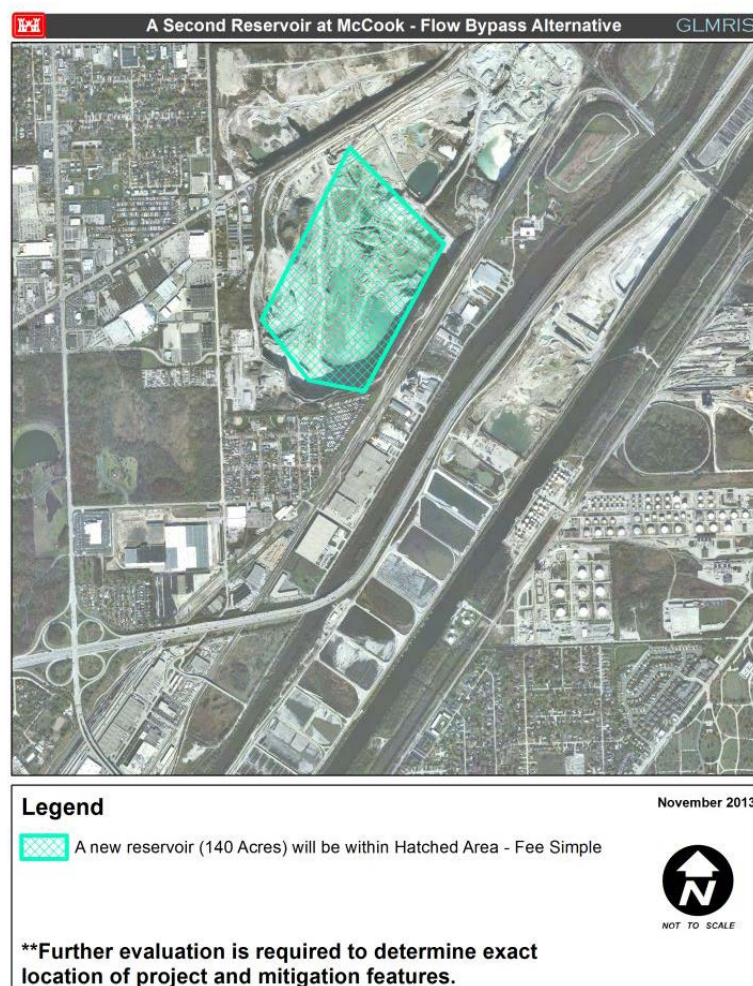 A Second Reservoir at McCook - Flow Bypass Alternative
GLMRIS
Legend
November 2013
A new reservoir (140 Acres) will be within Hatched Area - Fee Simple
N
NOT TO SCALE
**Further evaluation is required to determine exact
location of project and mitigation features.